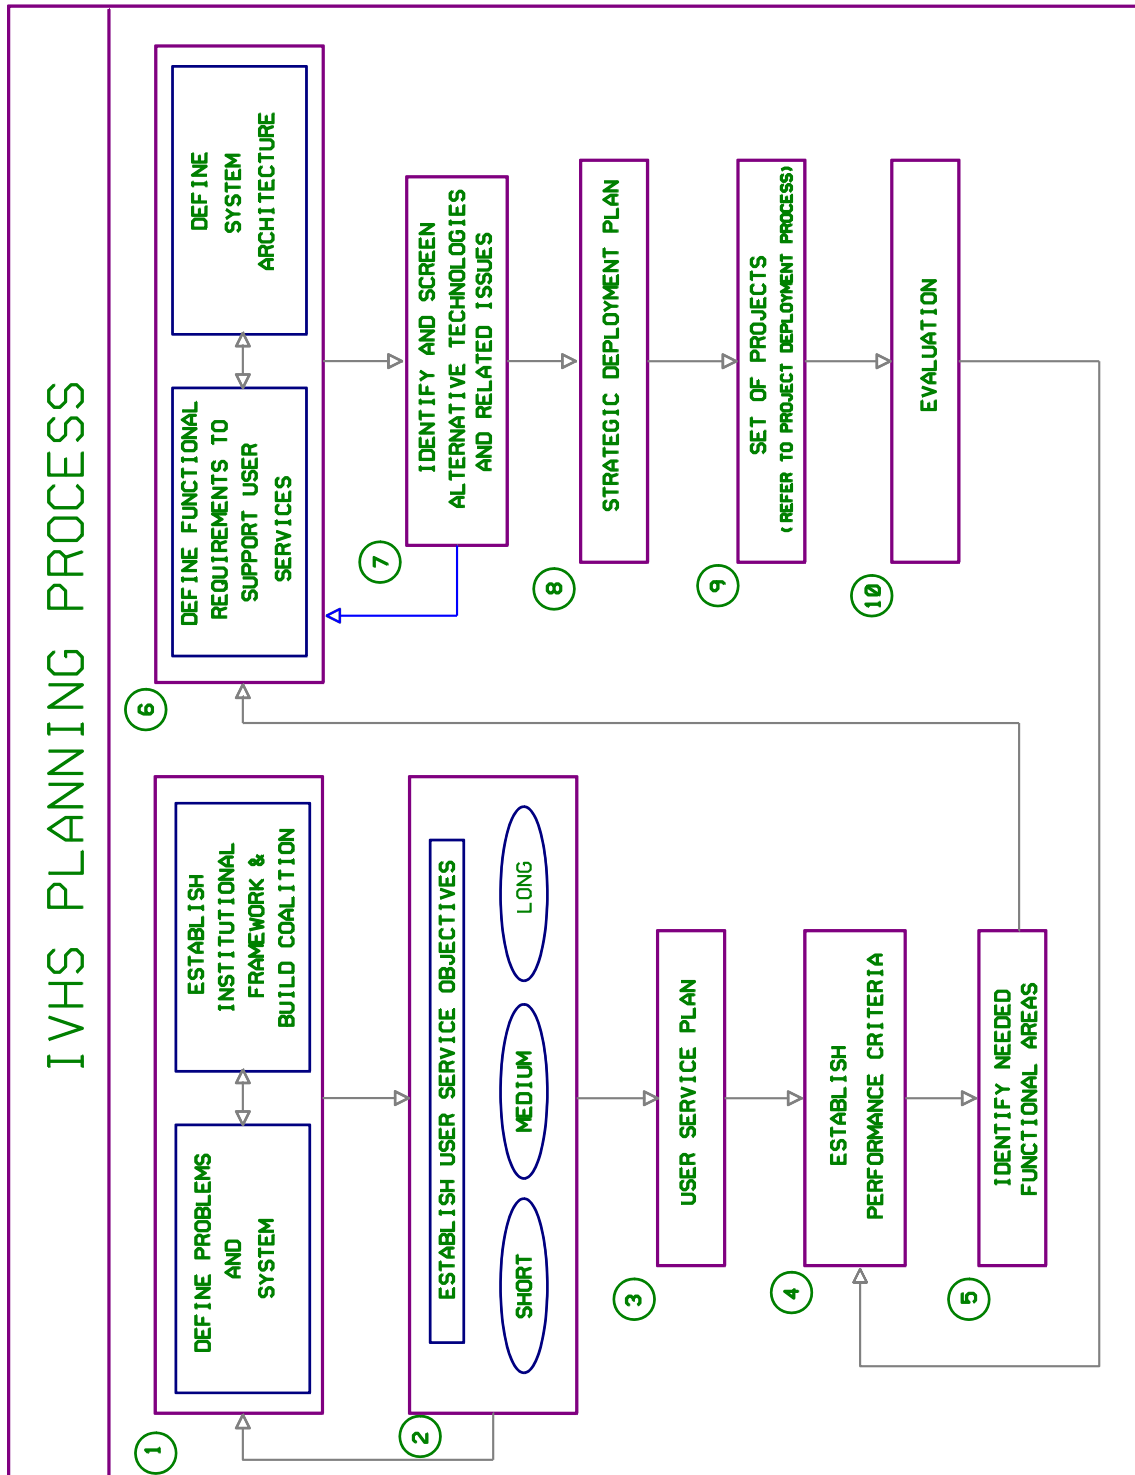 IVHS PLANNING PROCESS
1
DEFINE PROBLEMS
AND
SYSTEM
ESTABLISH
INSTITUTIONAL
FRAMEWORK &
BUILD COALITION
2
ESTABLISH USER SERVICE OBJECTIVES
SHORT
MEDIUM
LONG
3
USER SERVICE PLAN
4
ESTABLISH
PERFORMANCE CRITERIA
5
IDENTIFY NEEDED
FUNCTIONAL AREAS
6
DEFINE FUNCTIONAL
REQUIREMENTS TO
SUPPORT USER
SERVICES
DEFINE
SYSTEM
ARCHITECTURE
7
IDENTIFY AND SCREEN
ALTERNATIVE TECHNOLOGIES
AND RELATED ISSUES
8
STRATEGIC DEPLOYMENT PLAN
9
SET OF PROJECTS
(REFER TO PROJECT DEPLOYMENT PROCESS)
10
EVALUATION